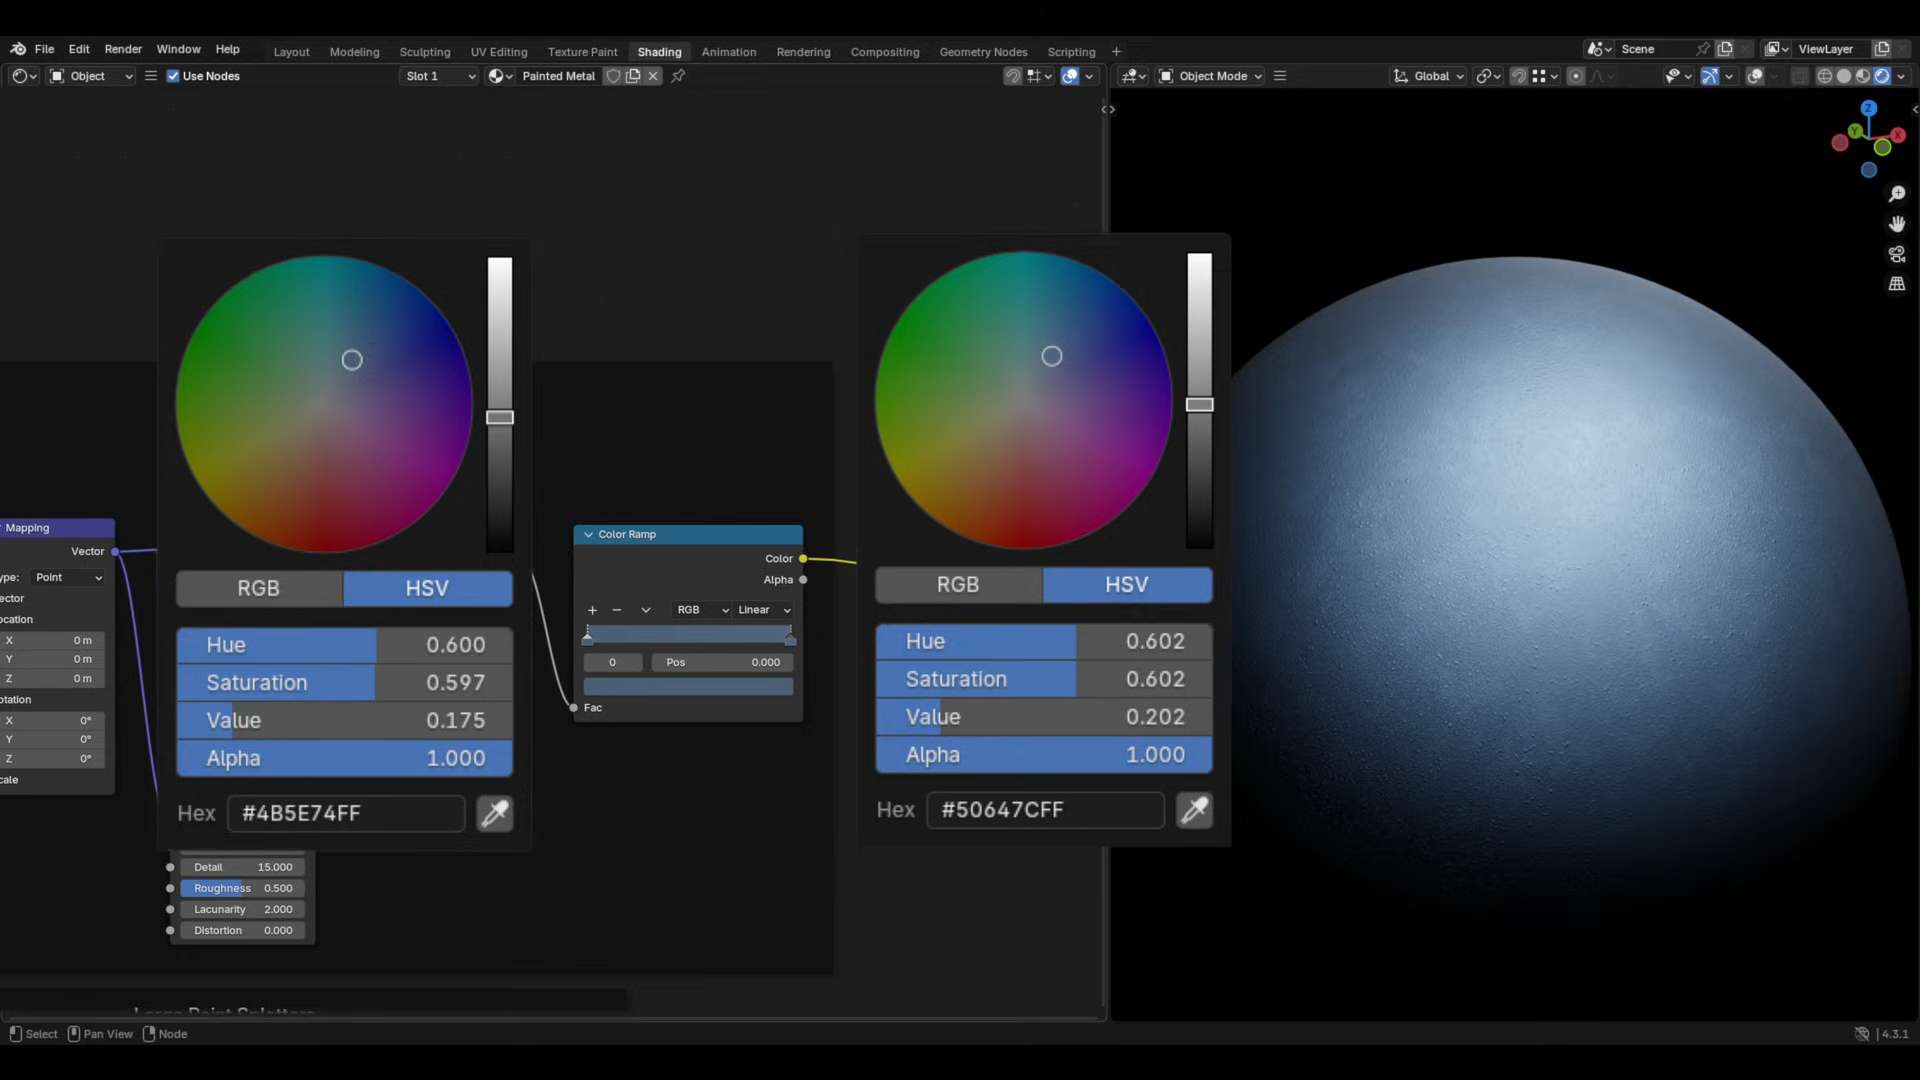 File Edit Render Window Help Layout Modeling Sculpting UV Editing Texture Paint Shading Animation Rendering Compositing Geometry Nodes Scripting + Scene ViewLayer
Object Use Nodes Slot 1 Painted Metal Object Mode Global
Z
Y X
RGB HSV
Hue 0.600
Saturation 0.597
Value 0.175
Alpha 1.000
Hex #4B5E74FF
RGB HSV
Hue 0.602
Saturation 0.602
Value 0.202
Alpha 1.000
Hex #50647CFF
Mapping
Vector
ype: Point
ector
ocation
X 0 m
Y 0 m
Z 0 m
otation
X 0°
Y 0°
Z 0°
cale
Color Ramp
Color
Alpha
+ − RGB Linear
0 Pos 0.000
Fac
Detail 15.000
Roughness 0.500
Lacunarity 2.000
Distortion 0.000
Select Pan View Node 4.3.1